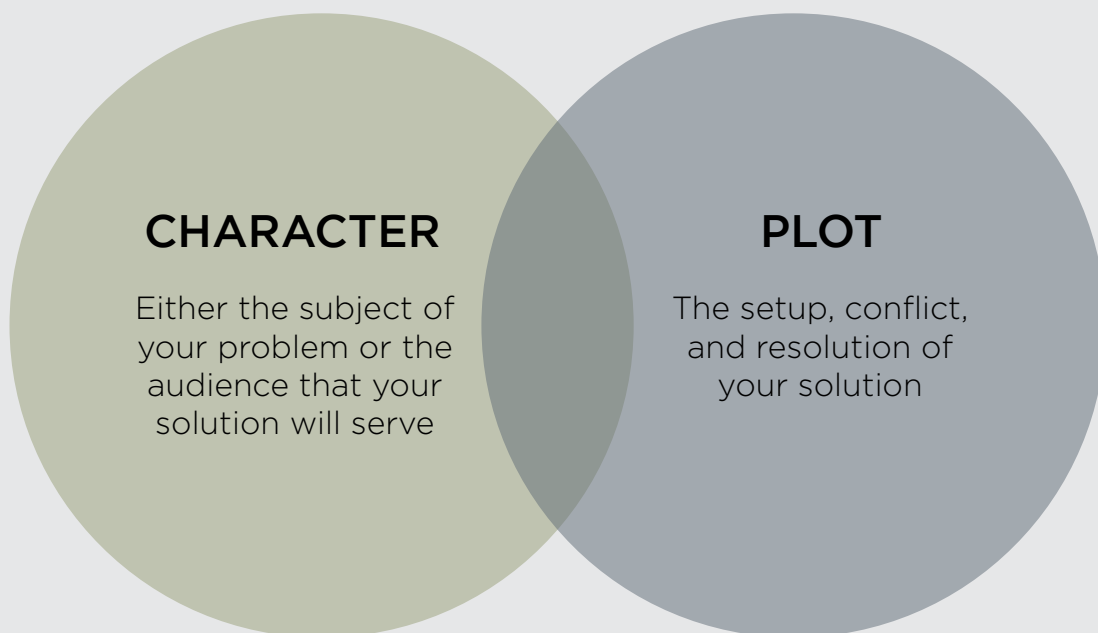 CHARACTER
Either the subject of
your problem or the
audience that your
solution will serve
PLOT
The setup, conflict,
and resolution of
your solution